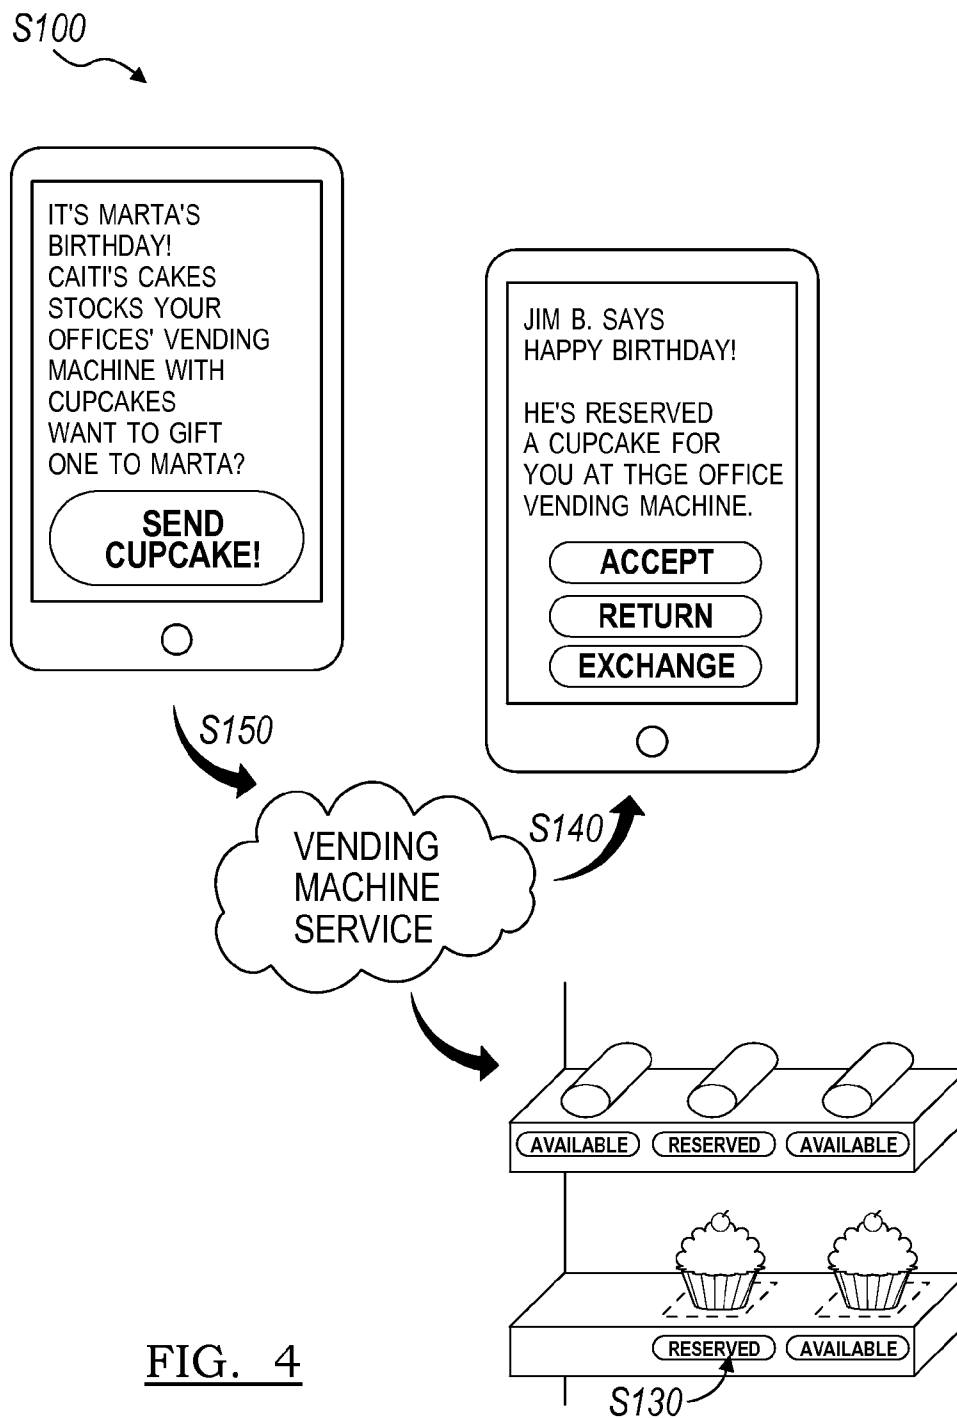 S100
IT'S MARTA'S
BIRTHDAY!
CAITI'S CAKES
STOCKS YOUR
OFFICES' VENDING
MACHINE WITH
CUPCAKES
WANT TO GIFT
ONE TO MARTA?
SEND
CUPCAKE!
JIM B. SAYS
HAPPY BIRTHDAY!
HE'S RESERVED
A CUPCAKE FOR
YOU AT THGE OFFICE
VENDING MACHINE.
ACCEPT
RETURN
EXCHANGE
S150
S140
VENDING
MACHINE
SERVICE
AVAILABLE RESERVED AVAILABLE
RESERVED AVAILABLE
S130
FIG. 4